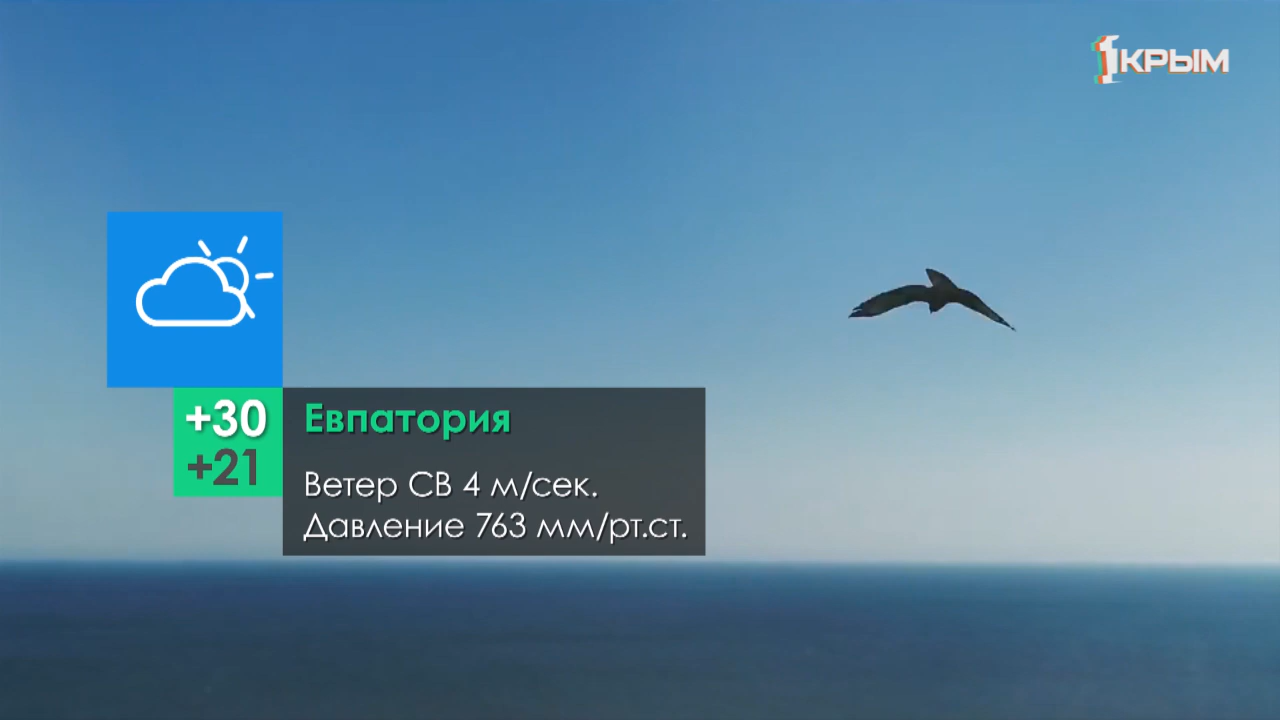 1КРЫМ
+30
+21
Евпатория
Ветер СВ 4 м/сек.
Давление 763 мм/рт.ст.